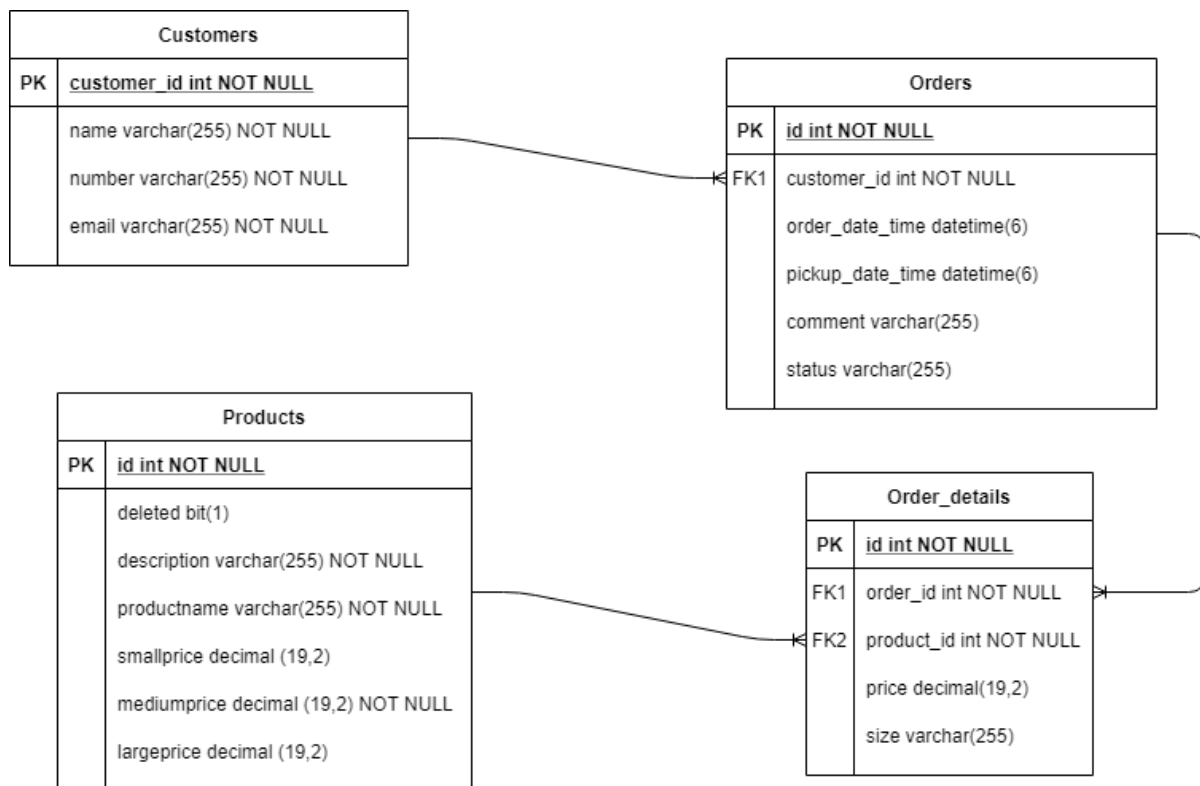 Customers
PK customer_id int NOT NULL
name varchar(255) NOT NULL
number varchar(255) NOT NULL
email varchar(255) NOT NULL
Orders
PK id int NOT NULL
FK1 customer_id int NOT NULL
order_date_time datetime(6)
pickup_date_time datetime(6)
comment varchar(255)
status varchar(255)
Products
PK id int NOT NULL
deleted bit(1)
description varchar(255) NOT NULL
productname varchar(255) NOT NULL
smallprice decimal (19,2)
mediumprice decimal (19,2) NOT NULL
largeprice decimal (19,2)
Order_details
PK id int NOT NULL
FK1 order_id int NOT NULL
FK2 product_id int NOT NULL
price decimal(19,2)
size varchar(255)